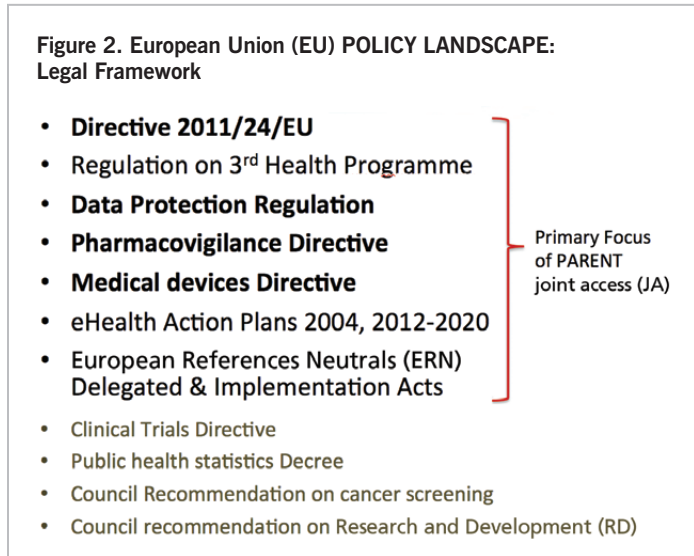 Figure 2. European Union (EU) POLICY LANDSCAPE:
Legal Framework
• Directive 2011/24/EU
• Regulation on 3rd Health Programme
• Data Protection Regulation
• Pharmacovigilance Directive
• Medical devices Directive
• eHealth Action Plans 2004, 2012-2020
• European References Neutrals (ERN)
Delegated & Implementation Acts
Primary Focus
of PARENT
joint access (JA)
• Clinical Trials Directive
• Public health statistics Decree
• Council Recommendation on cancer screening
• Council recommendation on Research and Development (RD)